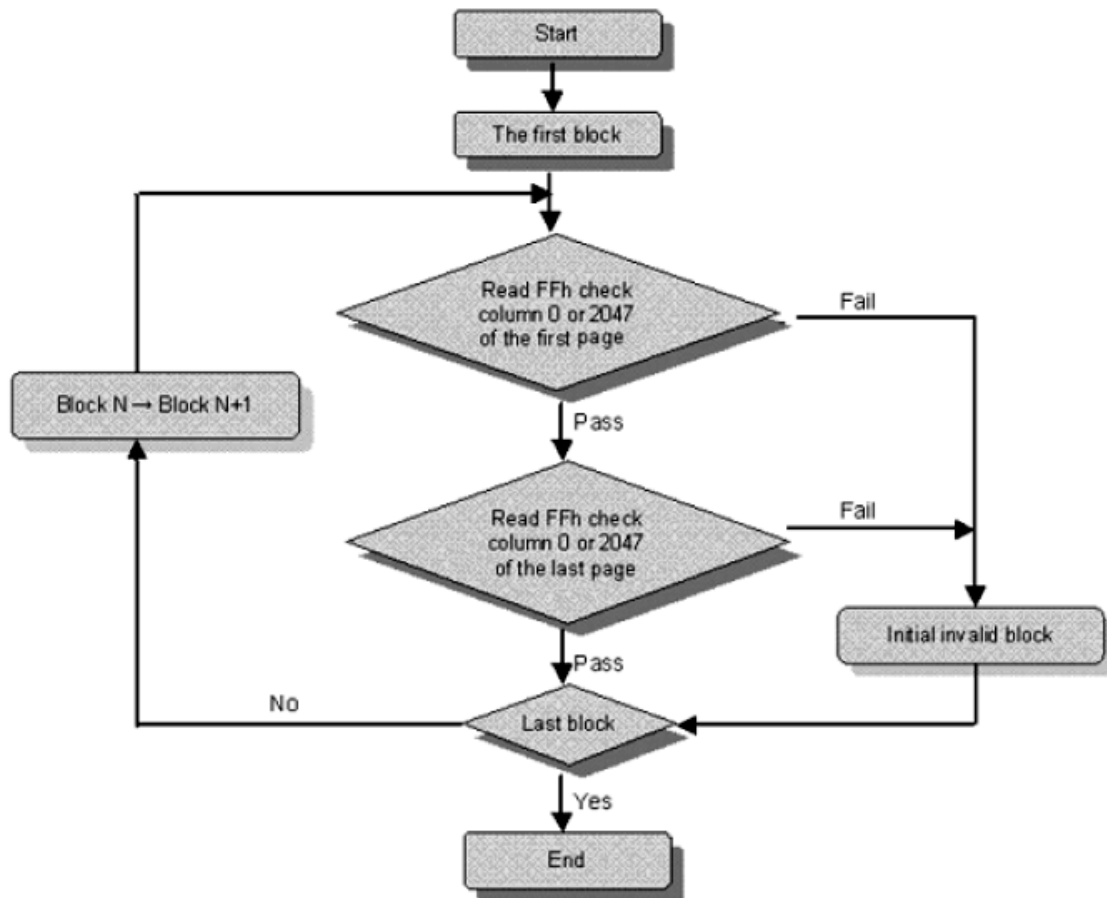 Start
The first block
Read FFh check
column 0 or 2047
of the first page
Fail
Block N → Block N+1
Pass
Read FFh check
column 0 or 2047
of the last page
Fail
Initial invalid block
Pass
No
Last block
Yes
End